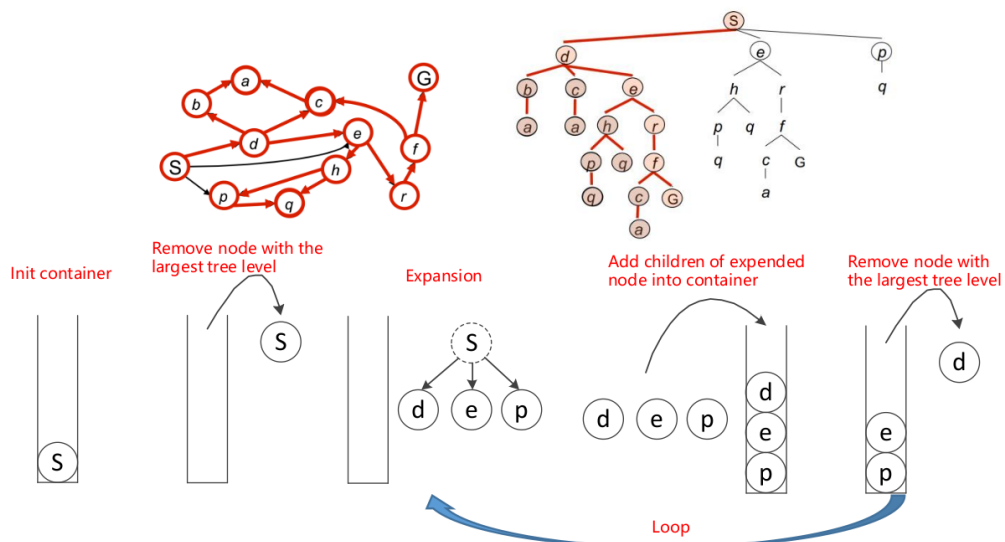 S
d
e
p
b
c
e
h
r
q
a
a
h
r
p
q
f
p
q
f
q
c
G
q
c
G
a
a
a
G
b
c
d
e
f
S
h
p
q
r
Remove node with the
largest tree level
Init container
Expansion
Add children of expended
node into container
Remove node with
the largest tree level
S
S
S
d
e
p
d
e
p
d
e
p
d
e
p
Loop